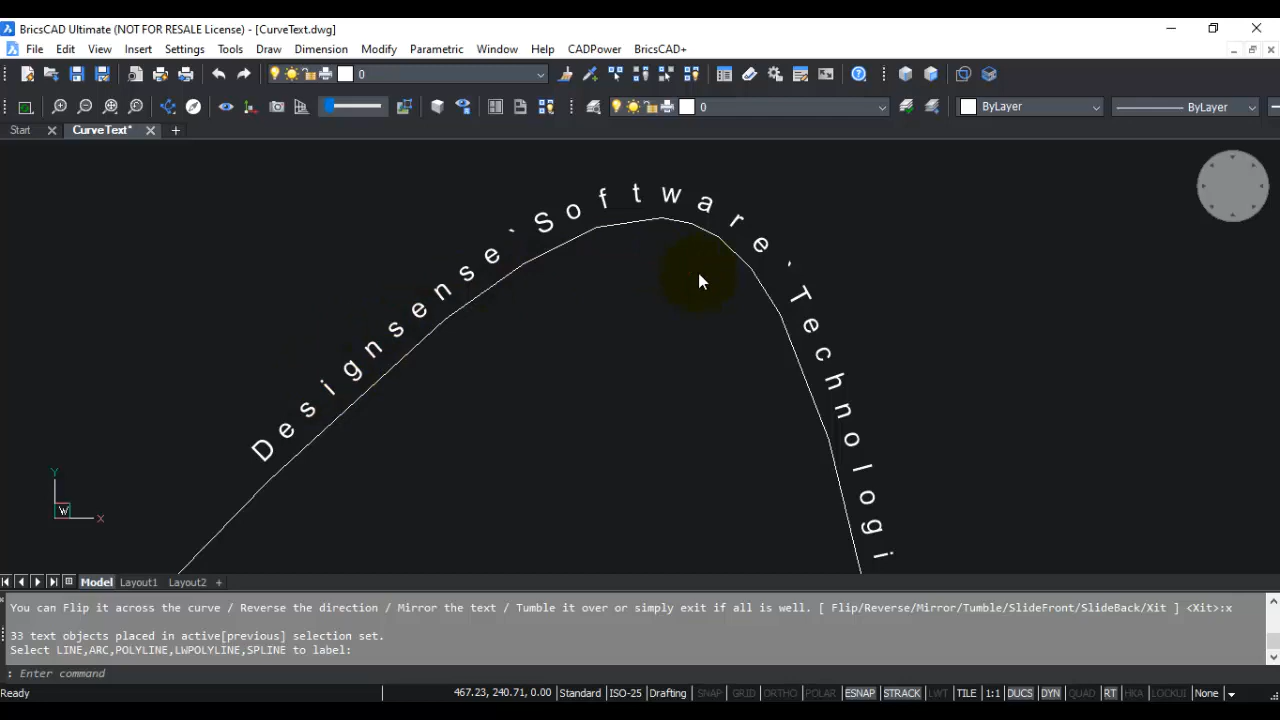 BricsCAD Ultimate (NOT FOR RESALE License) - [CurveText.dwg]
File Edit View Insert Settings Tools Draw Dimension Modify Parametric Window Help CADPower BricsCAD+
0
0 ByLayer ByLayer
Start CurveText*
Designsense`Software`Technologi
Y
W X
Model Layout1 Layout2 +
You can Flip it across the curve / Reverse the direction / Mirror the text / Tumble it over or simply exit if all is well. [ Flip/Reverse/Mirror/Tumble/SlideFront/SlideBack/Xit ] <Xit>:x
33 text objects placed in active[previous] selection set.
Select LINE,ARC,POLYLINE,LWPOLYLINE,SPLINE to label:
: Enter command
Ready 467.23, 240.71, 0.00 Standard ISO-25 Drafting SNAP GRID ORTHO POLAR ESNAP STRACK LWT TILE 1:1 DUCS DYN QUAD RT HKA LOCKUI None